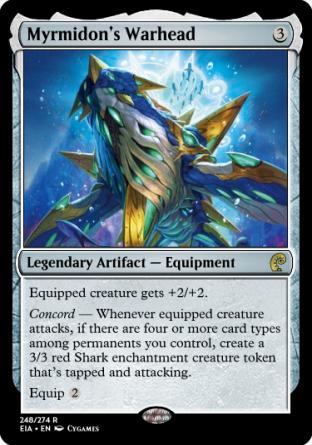 Myrmidon's Warhead 3
Legendary Artifact — Equipment
Equipped creature gets +2/+2.
Concord — Whenever equipped creature
attacks, if there are four or more card types
among permanents you control, create a
3/3 red Shark enchantment creature token
that's tapped and attacking.
Equip 2
248/274 R
EIA • EN CYGAMES